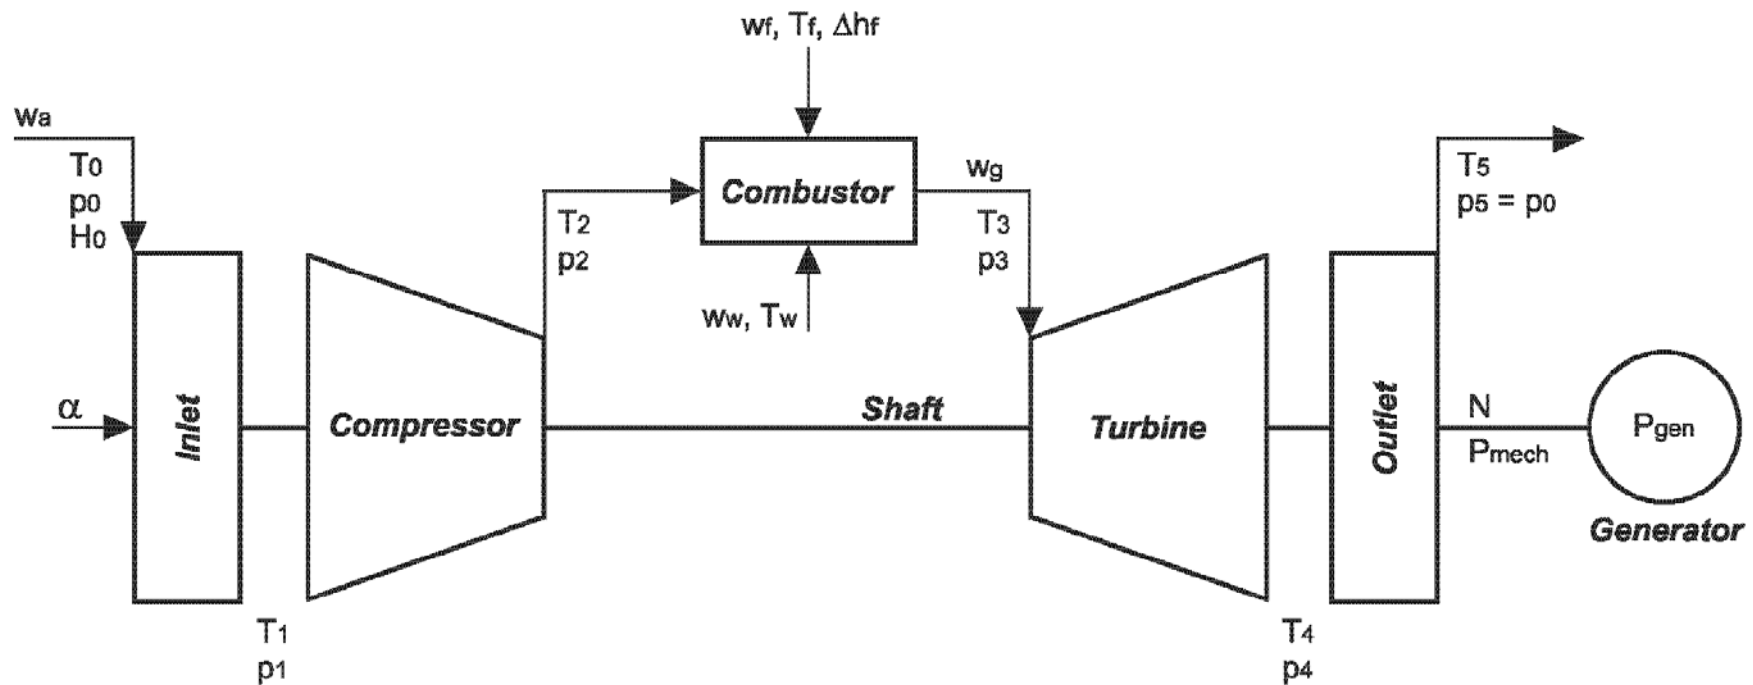 wf, Tf, Δhf
wa
T0
p0
H0
Combustor
wg
T2
p2
T3
p3
ww, Tw
T5
p5 = p0
α
Inlet
Compressor
Shaft
Turbine
Outlet
N
Pmech
Pgen
Generator
T1
p1
T4
p4